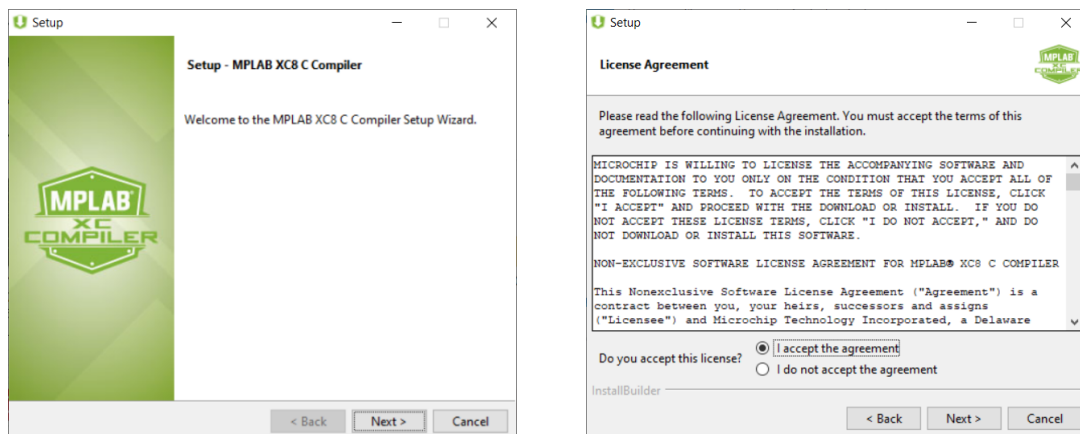 Setup
Setup - MPLAB XC8 C Compiler
Welcome to the MPLAB XC8 C Compiler Setup Wizard.
MPLAB®
XC
COMPILER
< Back
Next >
Cancel
Setup
License Agreement
MPLAB
XC
COMPILER
Please read the following License Agreement. You must accept the terms of this
agreement before continuing with the installation.
MICROCHIP IS WILLING TO LICENSE THE ACCOMPANYING SOFTWARE AND
DOCUMENTATION TO YOU ONLY ON THE CONDITION THAT YOU ACCEPT ALL OF
THE FOLLOWING TERMS.  TO ACCEPT THE TERMS OF THIS LICENSE, CLICK
"I ACCEPT" AND PROCEED WITH THE DOWNLOAD OR INSTALL.  IF YOU DO
NOT ACCEPT THESE LICENSE TERMS, CLICK "I DO NOT ACCEPT," AND DO
NOT DOWNLOAD OR INSTALL THIS SOFTWARE.
NON-EXCLUSIVE SOFTWARE LICENSE AGREEMENT FOR MPLAB® XC8 C COMPILER
This Nonexclusive Software License Agreement ("Agreement") is a
contract between you, your heirs, successors and assigns
("Licensee") and Microchip Technology Incorporated, a Delaware
Do you accept this license?
I accept the agreement
I do not accept the agreement
InstallBuilder
< Back
Next >
Cancel